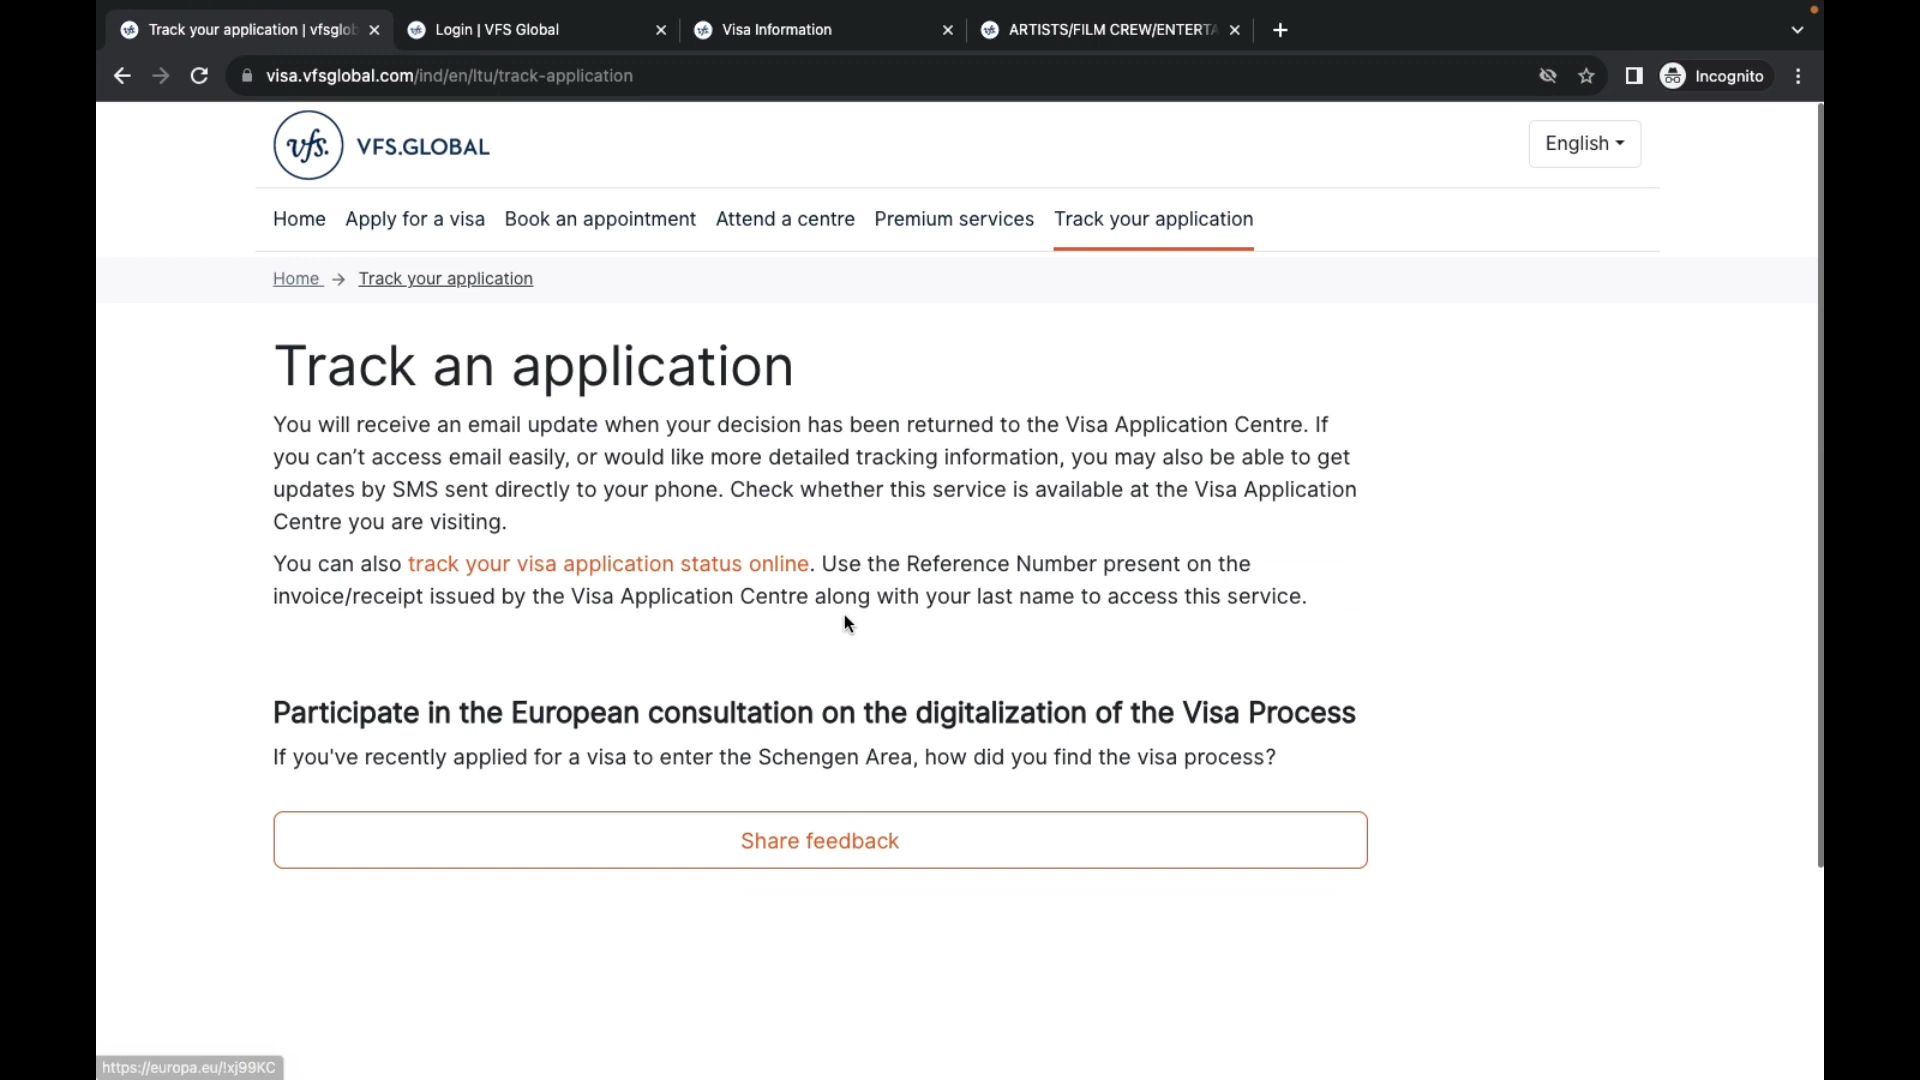 Track your application | vfsglob
Login | VFS Global
Visa Information
ARTISTS/FILM CREW/ENTERTA
visa.vfsglobal.com/ind/en/ltu/track-application
Incognito
vfs. VFS.GLOBAL
English
Home Apply for a visa Book an appointment Attend a centre Premium services Track your application
Home → Track your application
Track an application
You will receive an email update when your decision has been returned to the Visa Application Centre. If
you can’t access email easily, or would like more detailed tracking information, you may also be able to get
updates by SMS sent directly to your phone. Check whether this service is available at the Visa Application
Centre you are visiting.
You can also track your visa application status online. Use the Reference Number present on the
invoice/receipt issued by the Visa Application Centre along with your last name to access this service.
Participate in the European consultation on the digitalization of the Visa Process
If you've recently applied for a visa to enter the Schengen Area, how did you find the visa process?
Share feedback
https://europa.eu/!xj99KC